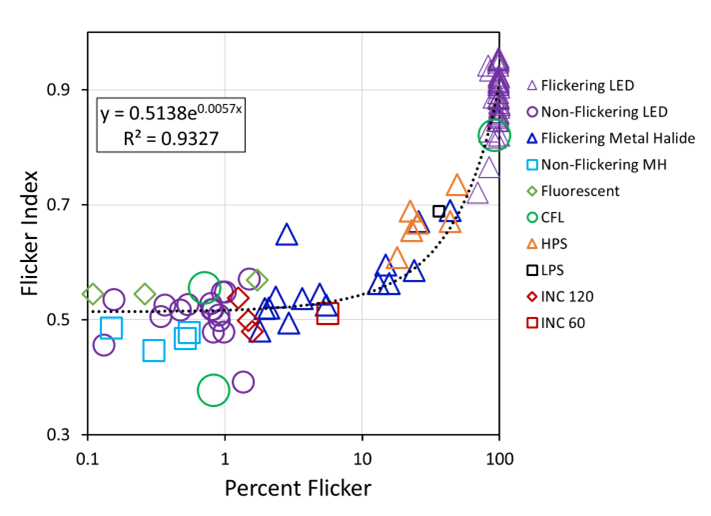 0.9
0.7
0.5
0.3
Flicker Index
y = 0.5138e^0.0057x
R² = 0.9327
0.1
1
10
100
Percent Flicker
Flickering LED
Non-Flickering LED
Flickering Metal Halide
Non-Flickering MH
Fluorescent
CFL
HPS
LPS
INC 120
INC 60